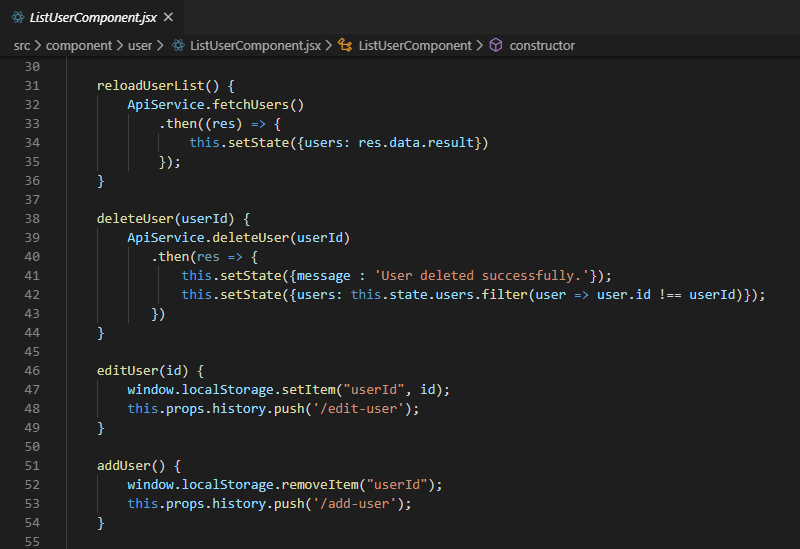 ListUserComponent.jsx ×
src > component > user > ListUserComponent.jsx > ListUserComponent > constructor
30
31 reloadUserList() {
32 ApiService.fetchUsers()
33 .then((res) => {
34 this.setState({users: res.data.result})
35 });
36 }
37
38 deleteUser(userId) {
39 ApiService.deleteUser(userId)
40 .then(res => {
41 this.setState({message : 'User deleted successfully.'});
42 this.setState({users: this.state.users.filter(user => user.id !== userId)});
43 })
44 }
45
46 editUser(id) {
47 window.localStorage.setItem("userId", id);
48 this.props.history.push('/edit-user');
49 }
50
51 addUser() {
52 window.localStorage.removeItem("userId");
53 this.props.history.push('/add-user');
54 }
55